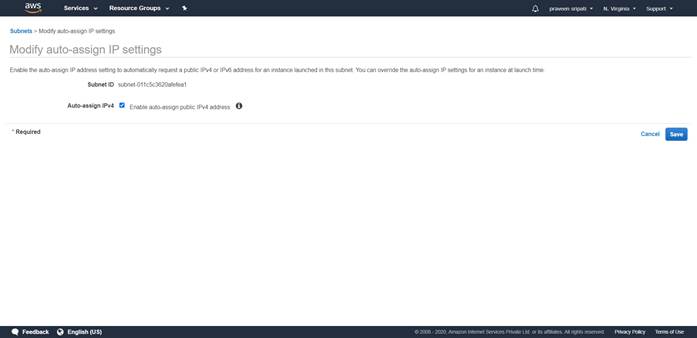 aws Services Resource Groups praveen sripati N. Virginia Support
Subnets > Modify auto-assign IP settings
Modify auto-assign IP settings
Enable the auto-assign IP address setting to automatically request a public IPv4 or IPv6 address for an instance launched in this subnet. You can override the auto-assign IP settings for an instance at launch time.
Subnet ID subnet-011c5c3620afefea1
Auto-assign IPv4 Enable auto-assign public IPv4 address
* Required Cancel Save
Feedback English (US) © 2008 - 2020, Amazon Internet Services Private Ltd. or its affiliates. All rights reserved. Privacy Policy Terms of Use